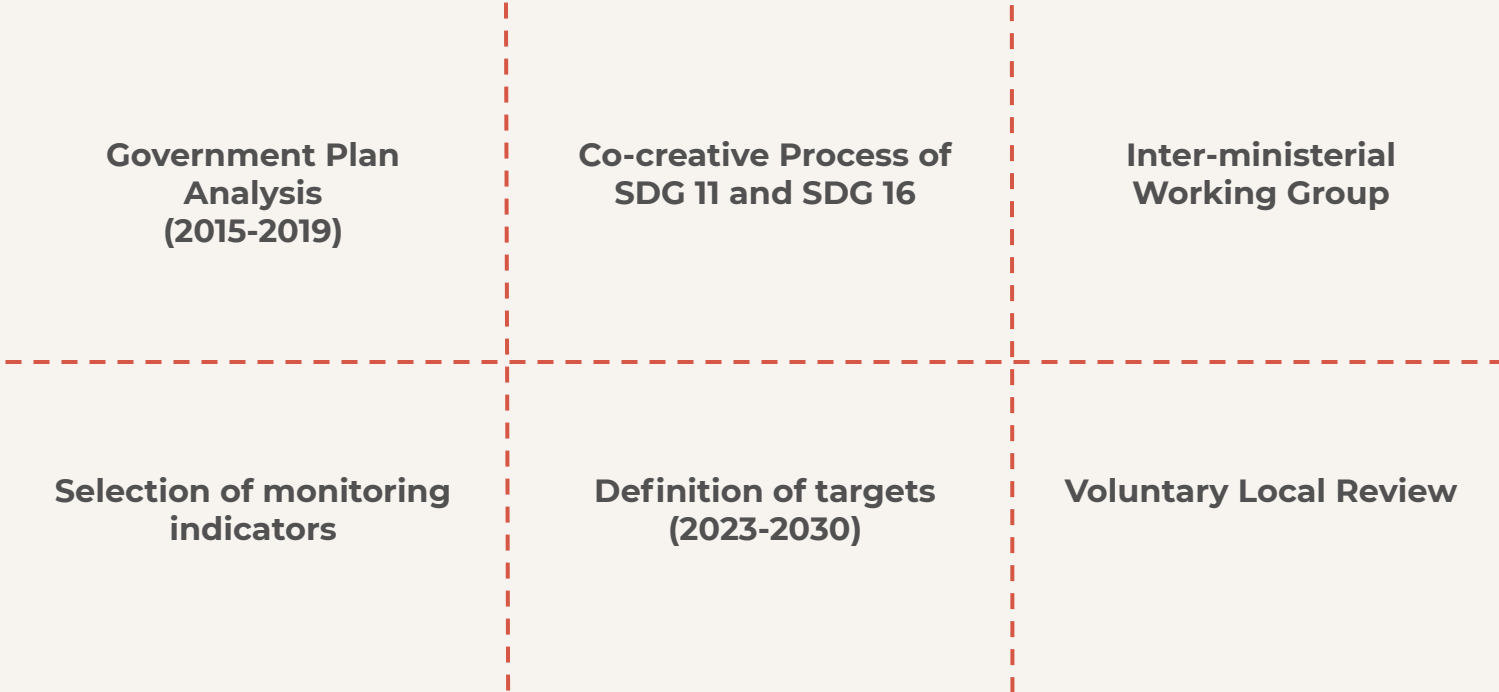 Government Plan
Analysis
(2015-2019)
Co-creative Process of
SDG 11 and SDG 16
Inter-ministerial
Working Group
Selection of monitoring
indicators
Definition of targets
(2023-2030)
Voluntary Local Review